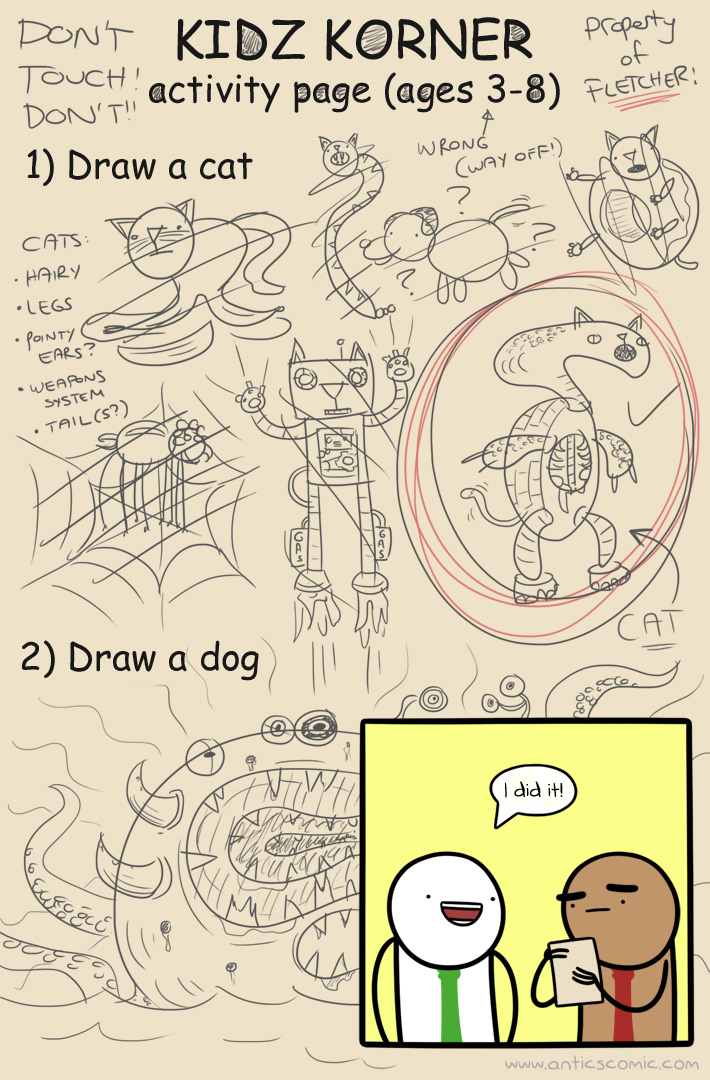 DON'T
TOUCH!
DON'T!!
KIDZ KORNER
activity page (ages 3-8)
Property
of
FLETCHER!
WRONG
(WAY OFF!)
1) Draw a cat
?
?
?
CATS:
• HAIRY
• LEGS
• POINTY
EARS?
• WEAPONS
SYSTEM
• TAIL(S?)
GAS
GAS
CAT
2) Draw a dog
I did it!
www.anticscomic.com